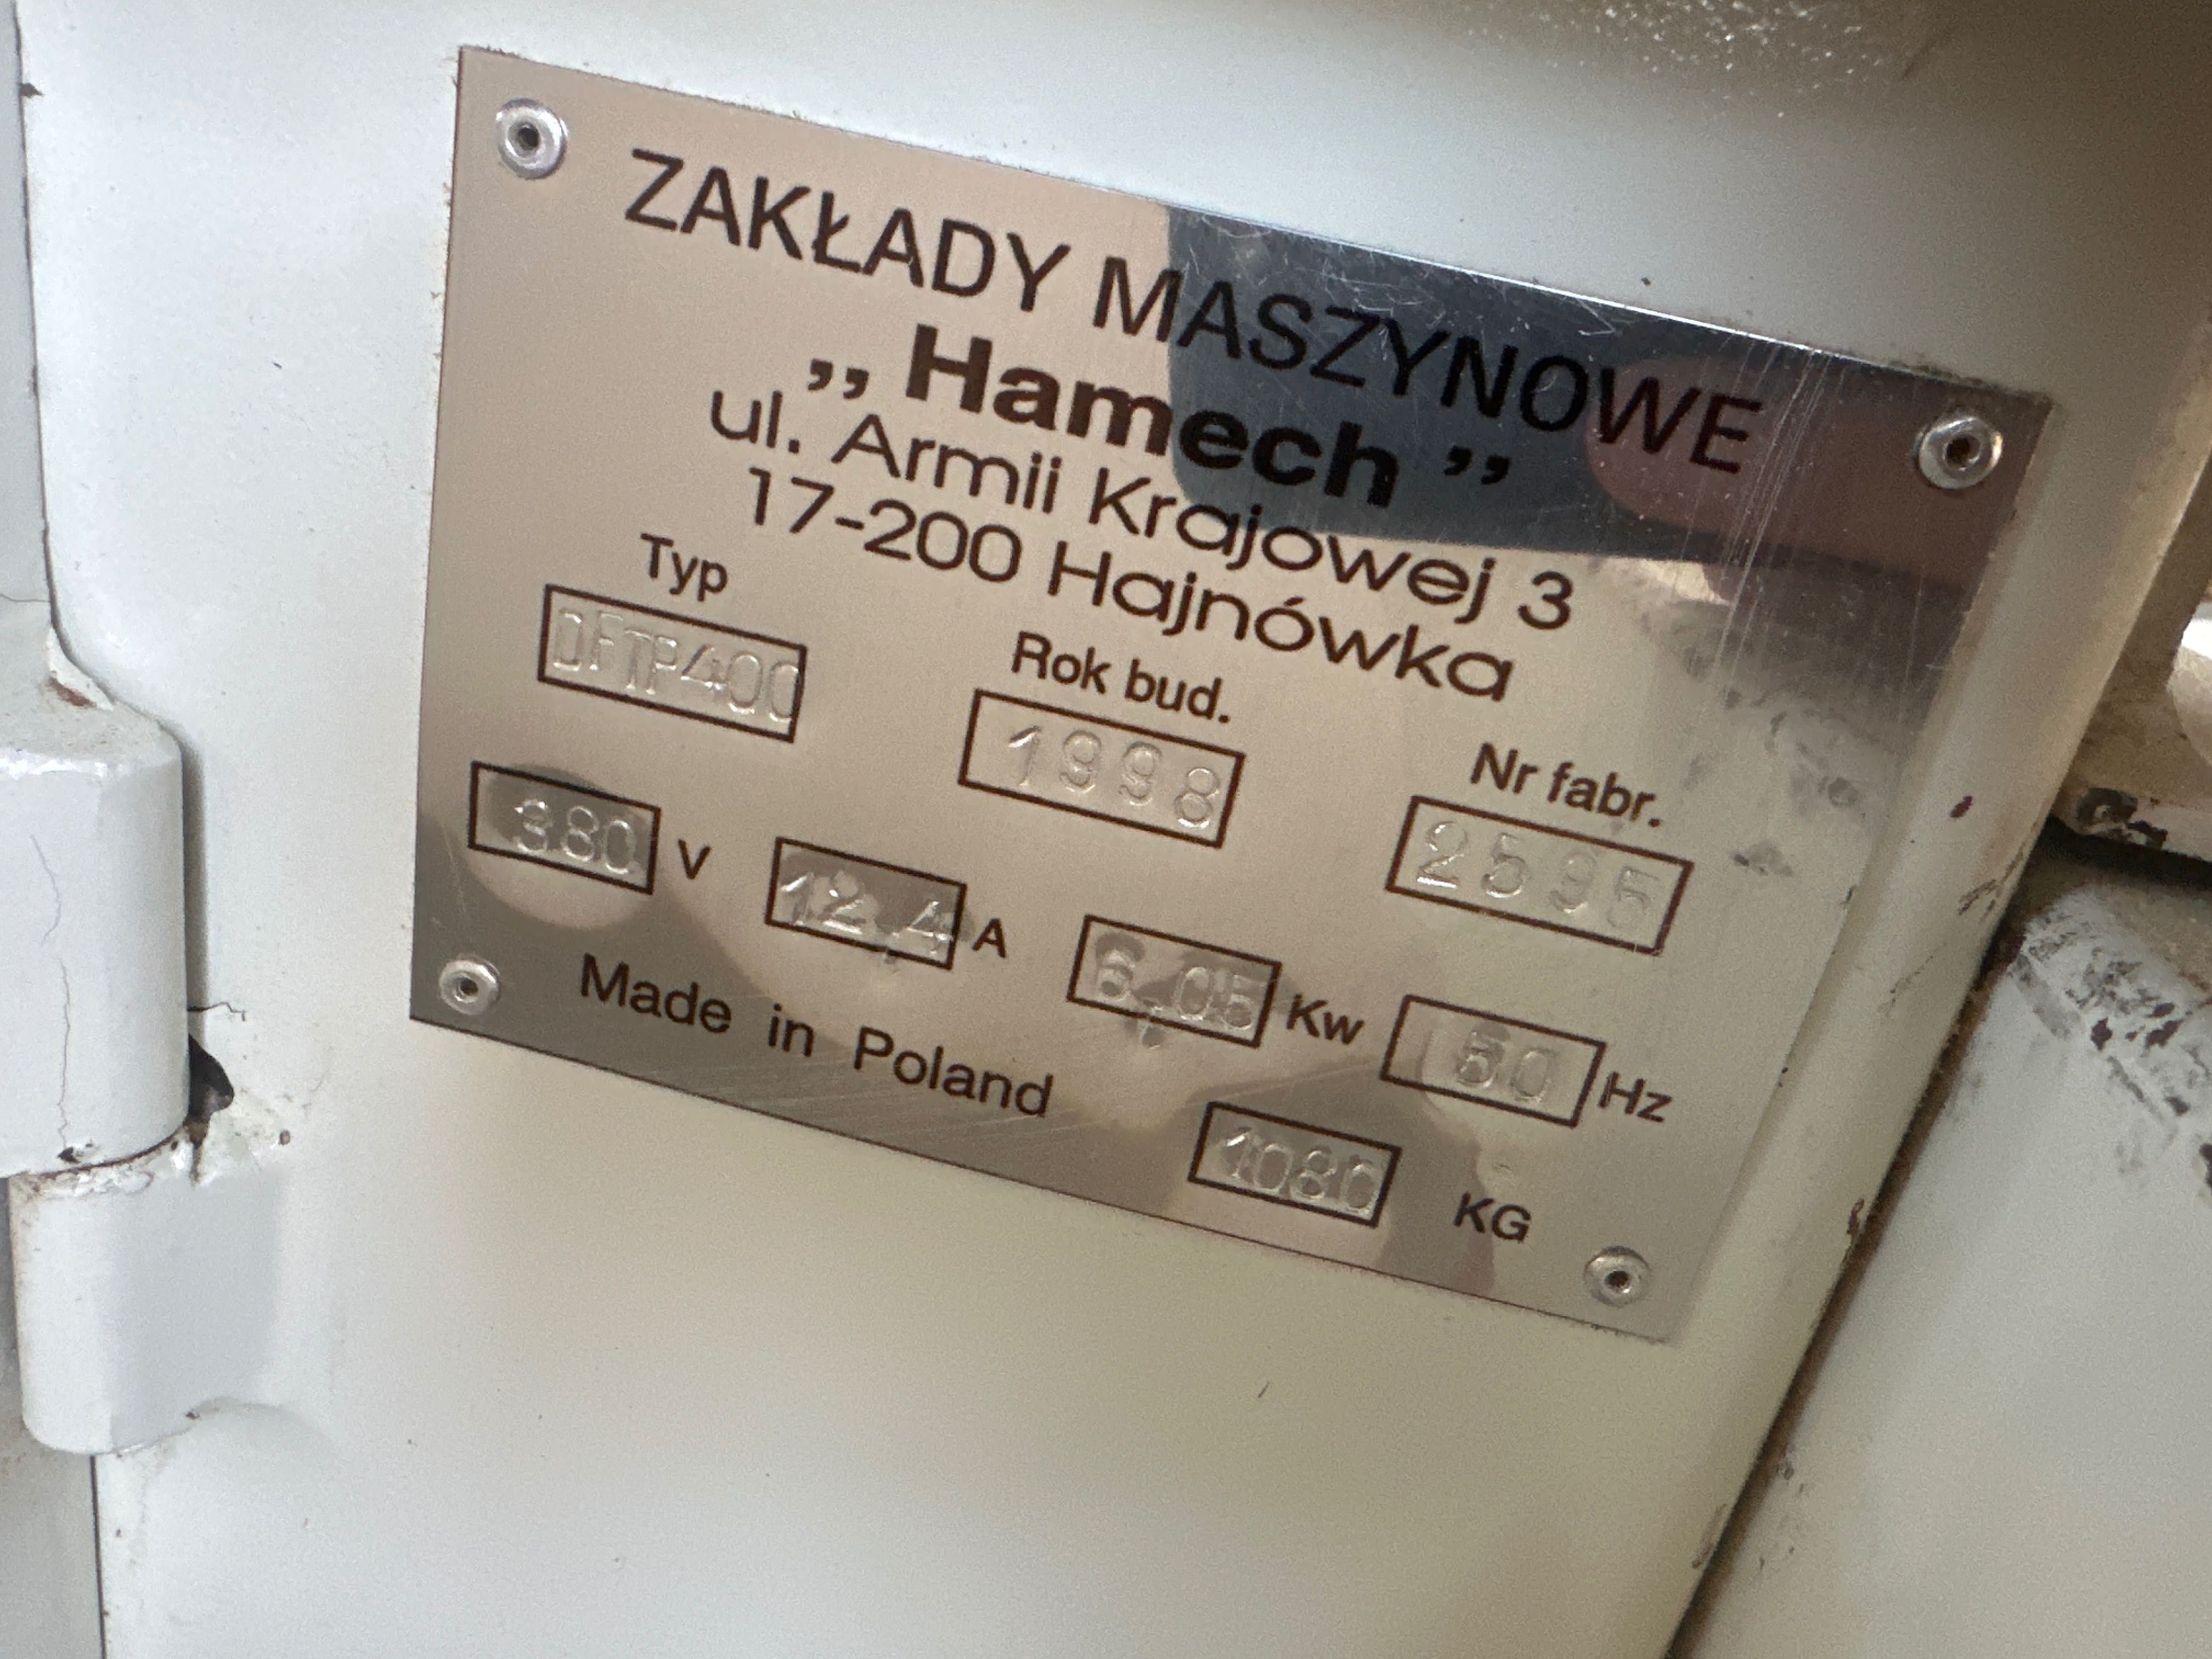 ZAKŁADY MASZYNOWE
,, Hamech ”
ul. Armii Krajowej 3
17-200 Hajnówka
Typ Rok bud. Nr fabr.
DFTP400 1998 2595
380 V 12.4 A 6.05 Kw 50 Hz
Made in Poland 1080 KG